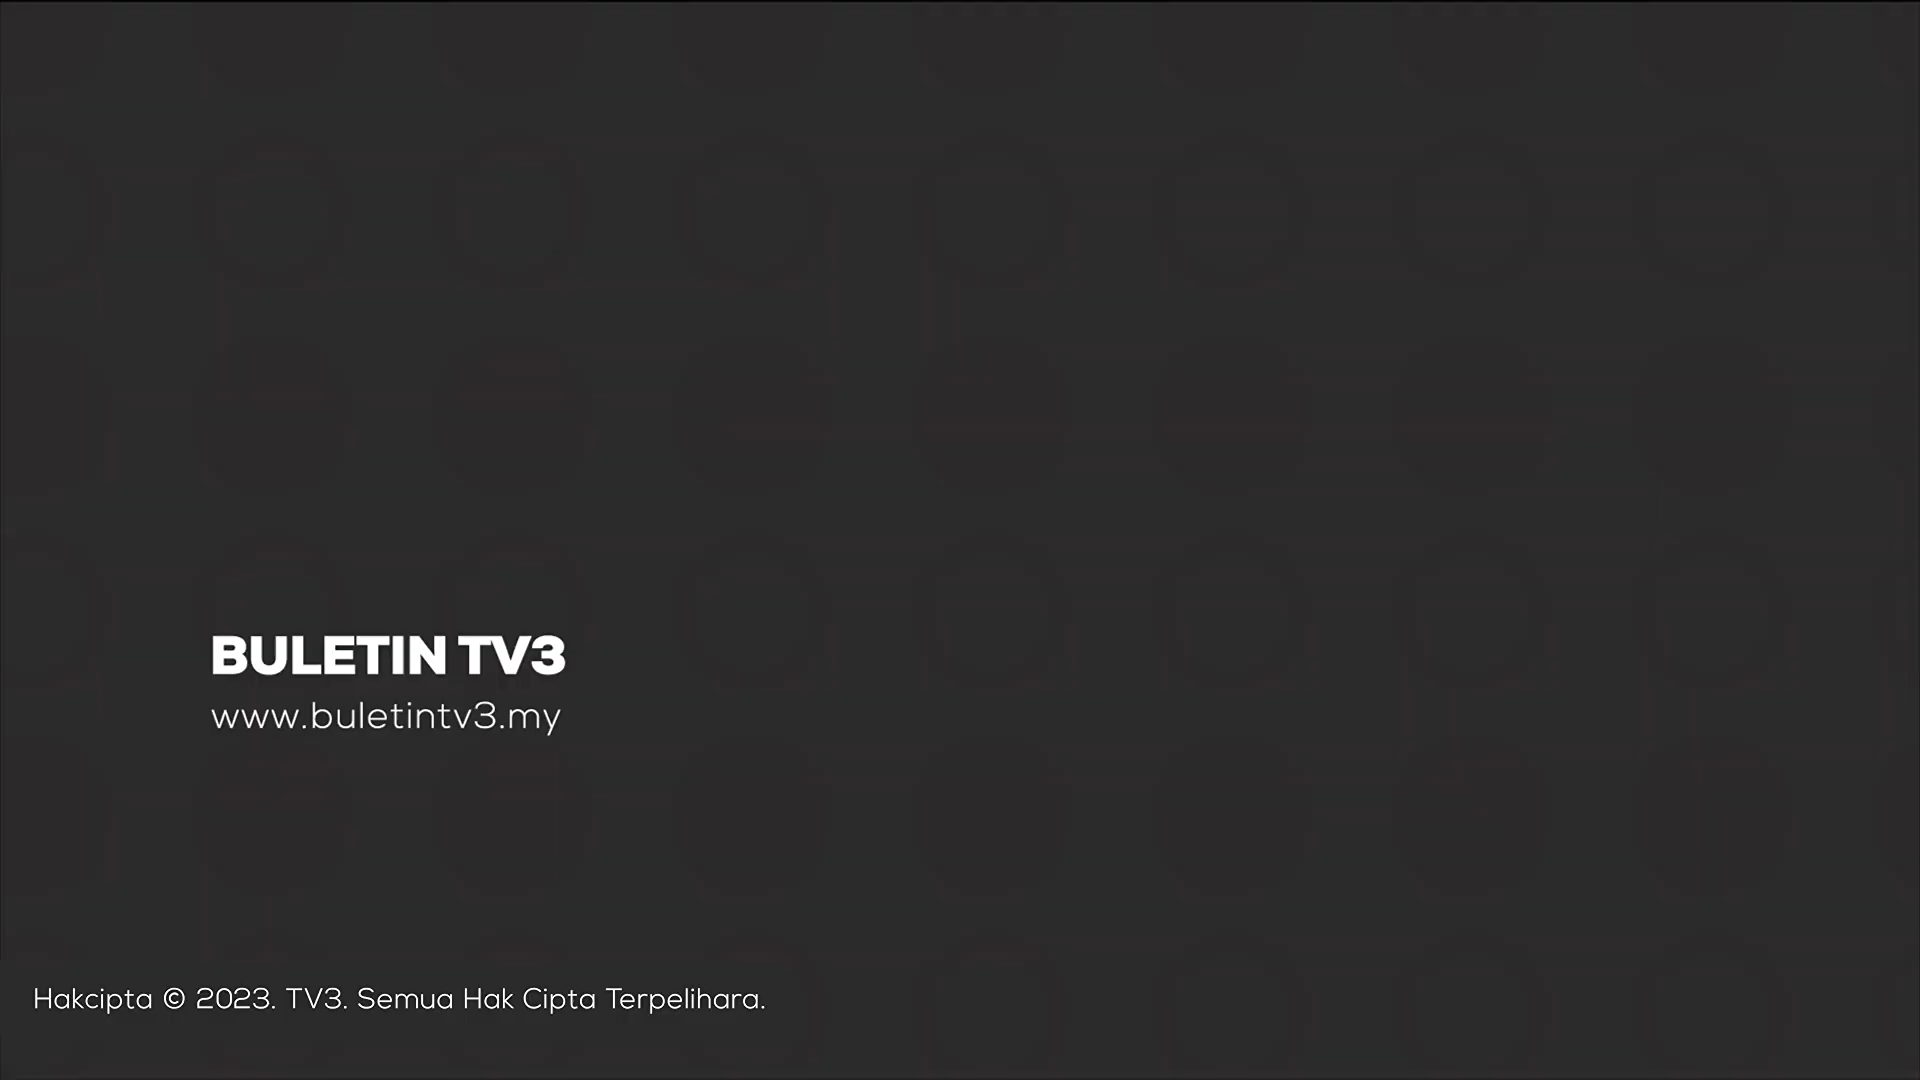 BULETIN TV3
www.buletintv3.my
Hakcipta © 2023. TV3. Semua Hak Cipta Terpelihara.